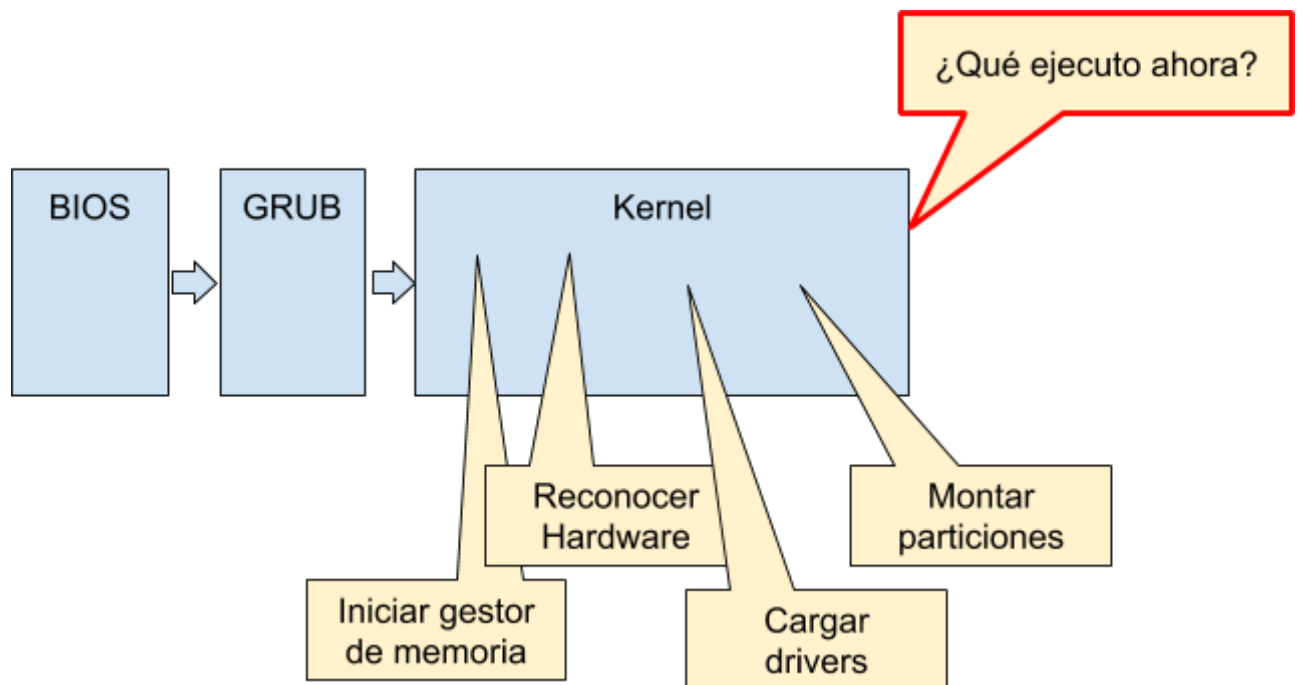 ¿Qué ejecuto ahora?
BIOS
GRUB
Kernel
Reconocer
Hardware
Montar
particiones
Iniciar gestor
de memoria
Cargar
drivers